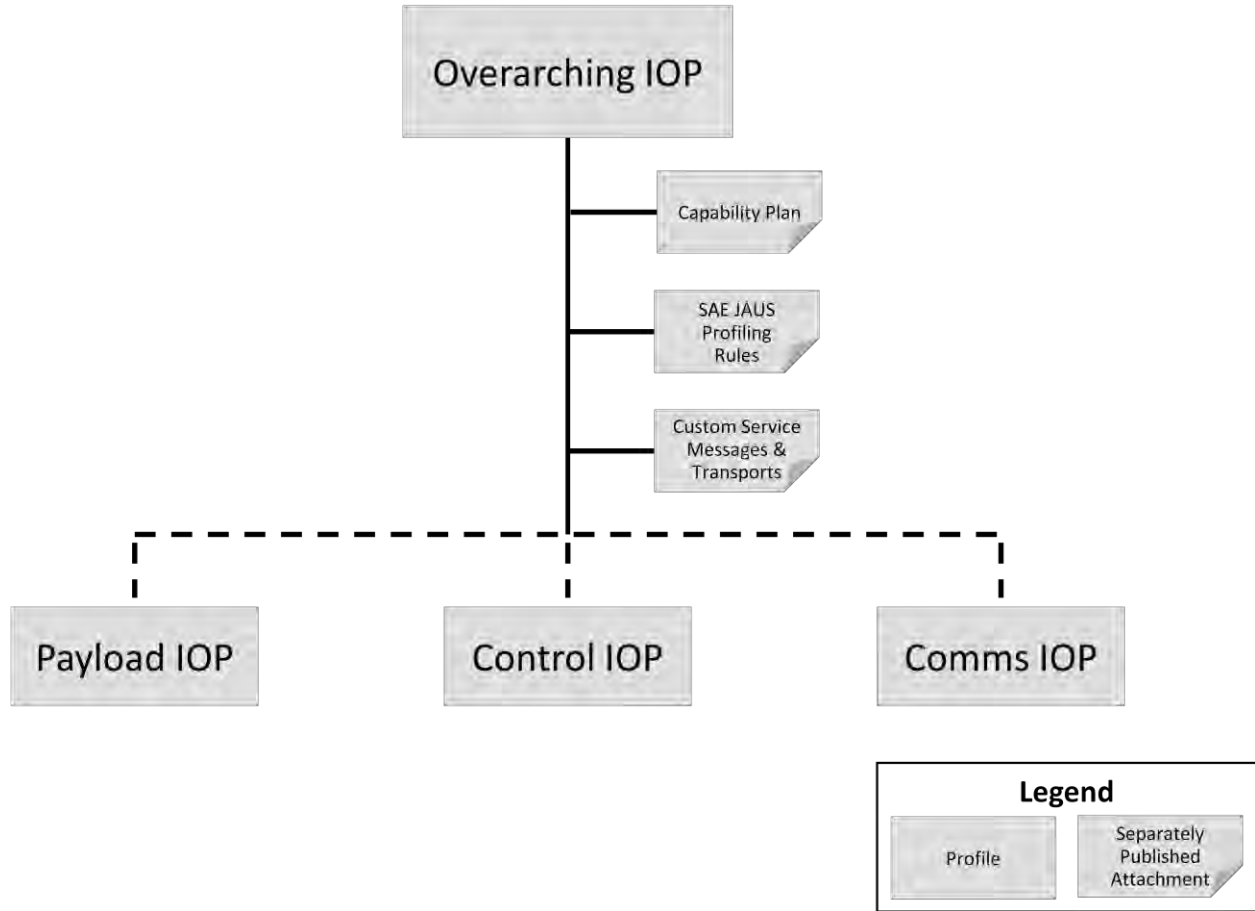 Overarching IOP
Capability Plan
SAE JAUS
Profiling
Rules
Custom Service
Messages &
Transports
Payload IOP
Control IOP
Comms IOP
Legend
Profile
Separately
Published
Attachment